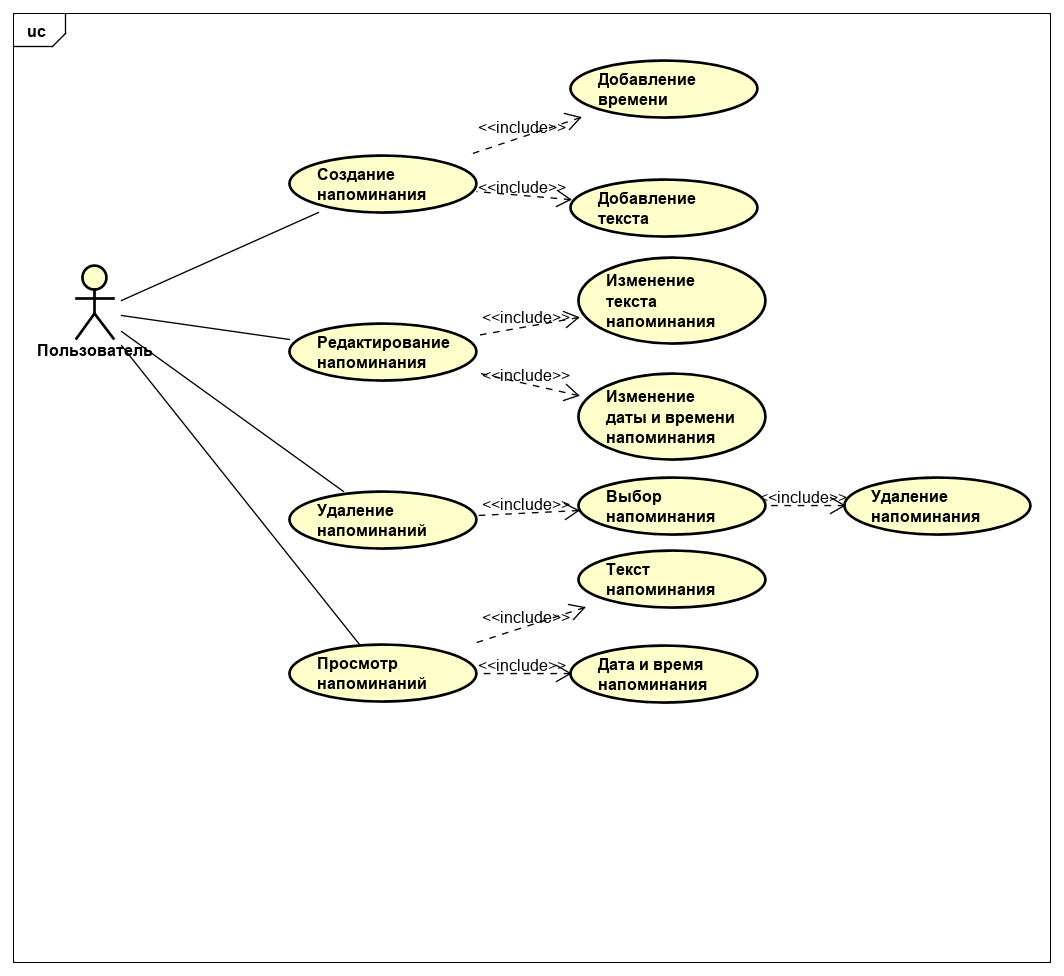 uc
Добавление
времени
<<include>>
Создание
напоминания
<<include>>
Добавление
текста
Изменение
текста
напоминания
<<include>>
Пользователь
Редактирование
напоминания
<<include>>
Изменение
даты и времени
напоминания
Удаление
напоминаний
<<include>>
Выбор
напоминания
<<include>>
Удаление
напоминания
Текст
напоминания
<<include>>
Просмотр
напоминаний
<<include>>
Дата и время
напоминания